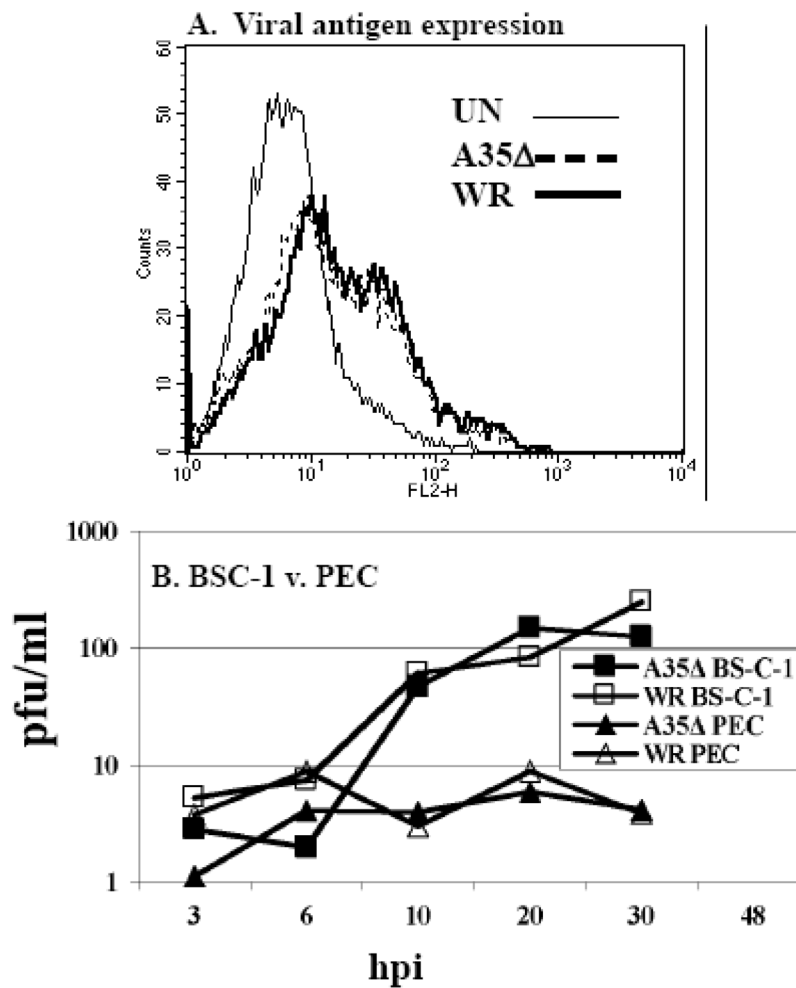 A. Viral antigen expression
60
50
40
30
20
10
0
Counts
UN
A35Δ
WR
10^0 10^1 10^2 10^3 10^4
FL2-H
B. BSC-1 v. PEC
1000
100
10
1
pfu/ml
A35Δ BS-C-1
WR BS-C-1
A35Δ PEC
WR PEC
3 6 10 20 30 48
hpi